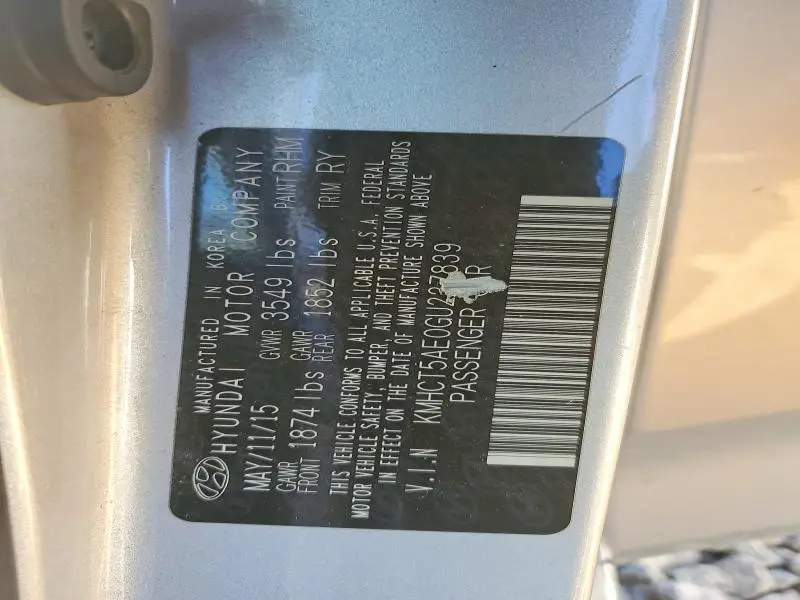 MANUFACTURED IN KOREA B
HYUNDAI MOTOR COMPANY
MAY/11/15 GVWR 3549 lbs PAINT RHM
GAWR FRONT 1874 lbs GAWR REAR 1852 lbs TRIM RY
THIS VEHICLE CONFORMS TO ALL APPLICABLE U.S.A. FEDERAL
MOTOR VEHICLE SAFETY, BUMPER, AND THEFT PREVENTION STANDARDS
IN EFFECT ON THE DATE OF MANUFACTURE SHOWN ABOVE
V.I.N KMHCT5AE0GU237839
PASSENGER